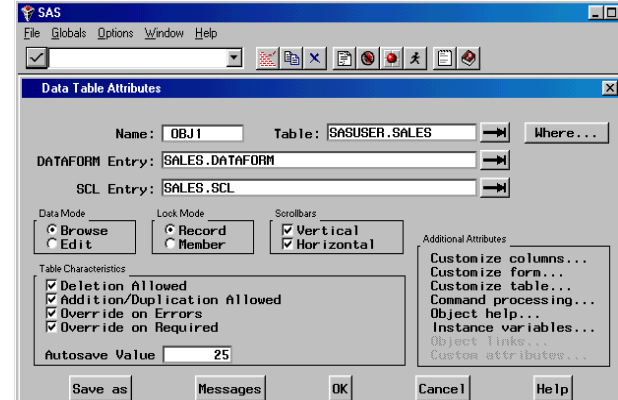 SAS
File Globals Options Window Help
Data Table Attributes
Name: OBJ1 Table: SASUSER.SALES Where...
DATAFORM Entry: SALES.DATAFORM
SCL Entry: SALES.SCL
Data Mode Lock Mode Scrollbars
Browse Record Vertical
Edit Member Horizontal
Table Characteristics
Deletion Allowed
Addition/Duplication Allowed
Override on Errors
Override on Required
Autosave Value 25
Additional Attributes
Customize columns...
Customize form...
Customize table...
Command processing...
Object help...
Instance variables...
Object links...
Custom attributes...
Save as Messages OK Cancel Help